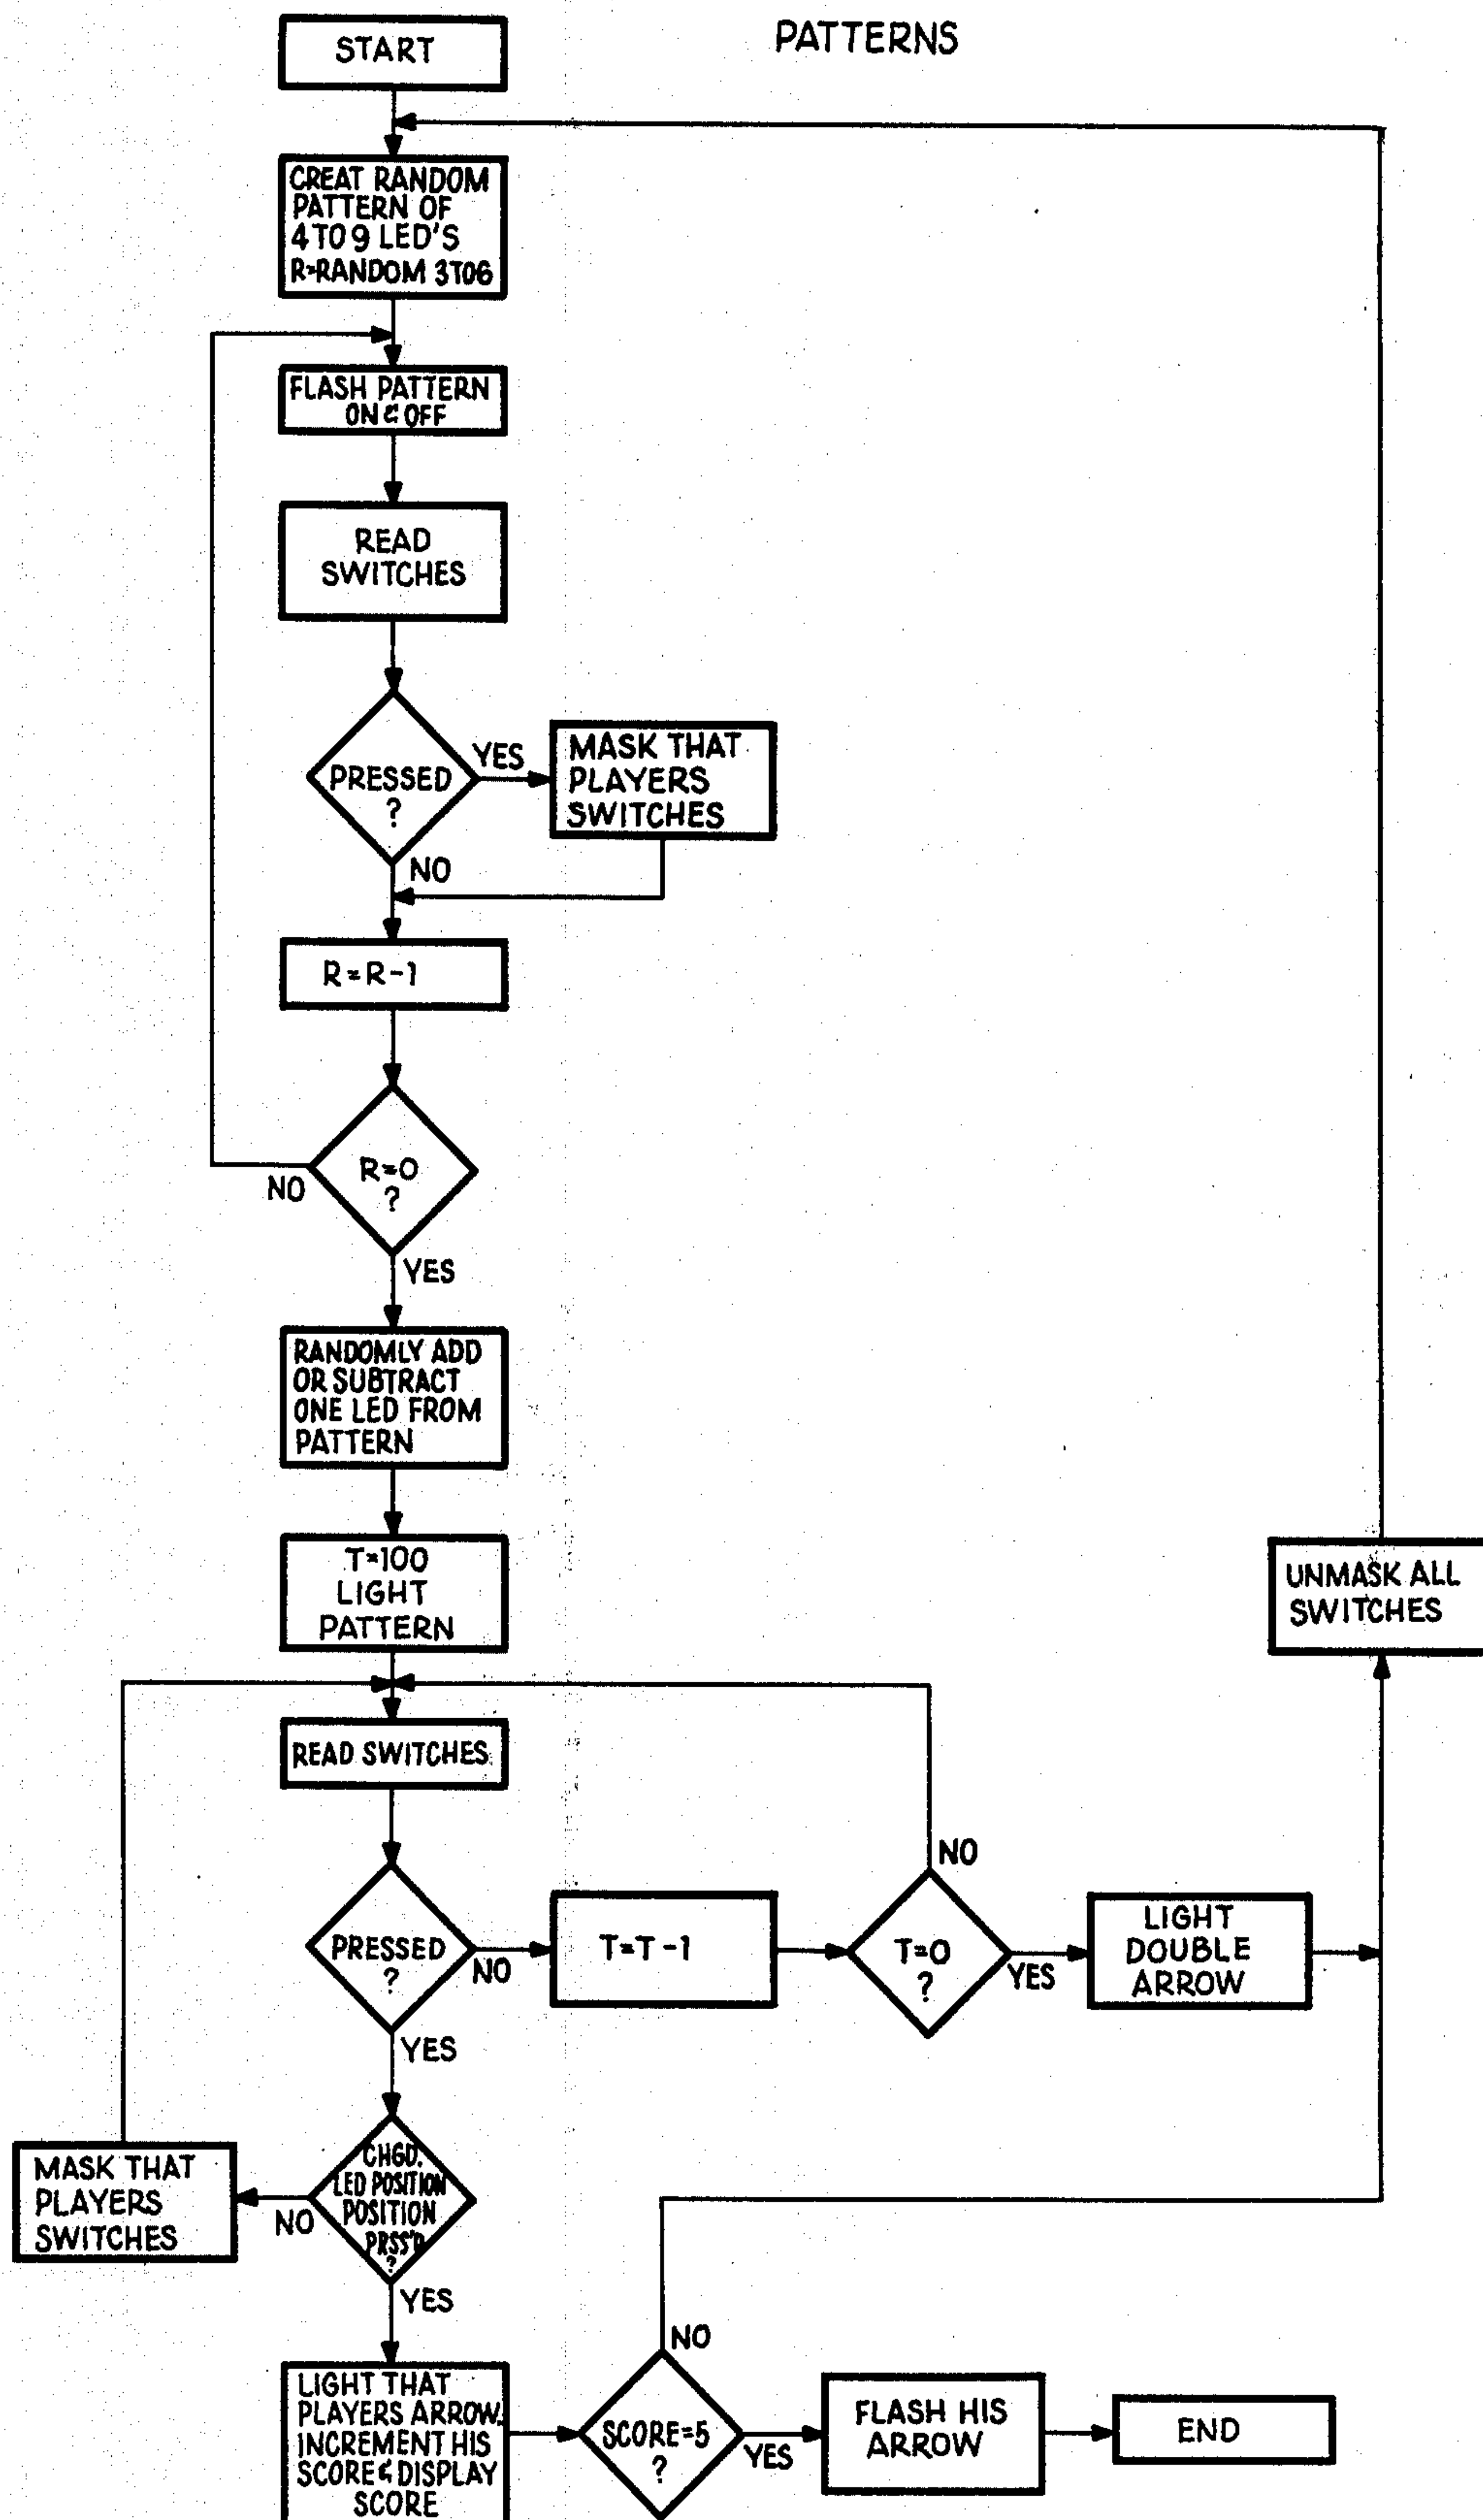 PATTERNS
START
CREAT RANDOM
PATTERN OF
4 TO 9 LED'S
R=RANDOM 3TO6
FLASH PATTERN
ON & OFF
READ
SWITCHES
PRESSED
?
YES
MASK THAT
PLAYERS
SWITCHES
NO
R=R-1
R=0
?
NO
YES
RANDOMLY ADD
OR SUBTRACT
ONE LED FROM
PATTERN
T=100
LIGHT
PATTERN
UNMASK ALL
SWITCHES
READ SWITCHES
PRESSED
?
NO
T=T-1
T=0
?
NO
YES
LIGHT
DOUBLE
ARROW
YES
CHGD.
LED POSITION
POSITION
PRSS'D
?
NO
MASK THAT
PLAYERS
SWITCHES
YES
LIGHT THAT
PLAYERS ARROW.
INCREMENT HIS
SCORE & DISPLAY
SCORE
SCORE=5
?
NO
YES
FLASH HIS
ARROW
END